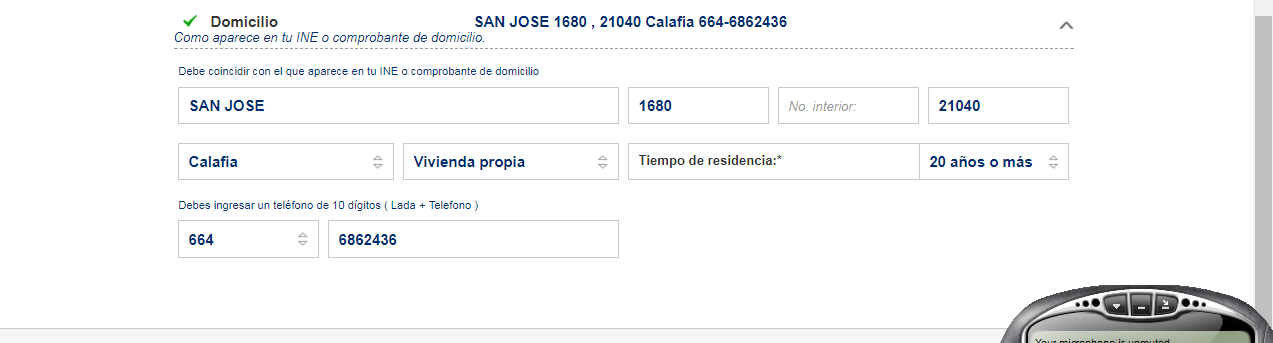 Domicilio SAN JOSE 1680 , 21040 Calafia 664-6862436
Como aparece en tu INE o comprobante de domicilio.
Debe coincidir con el que aparece en tu INE o comprobante de domicilio
SAN JOSE 1680 No. interior: 21040
Calafia Vivienda propia Tiempo de residencia:* 20 años o más
Debes ingresar un teléfono de 10 dígitos ( Lada + Telefono )
664 6862436
Your microphone is unmuted